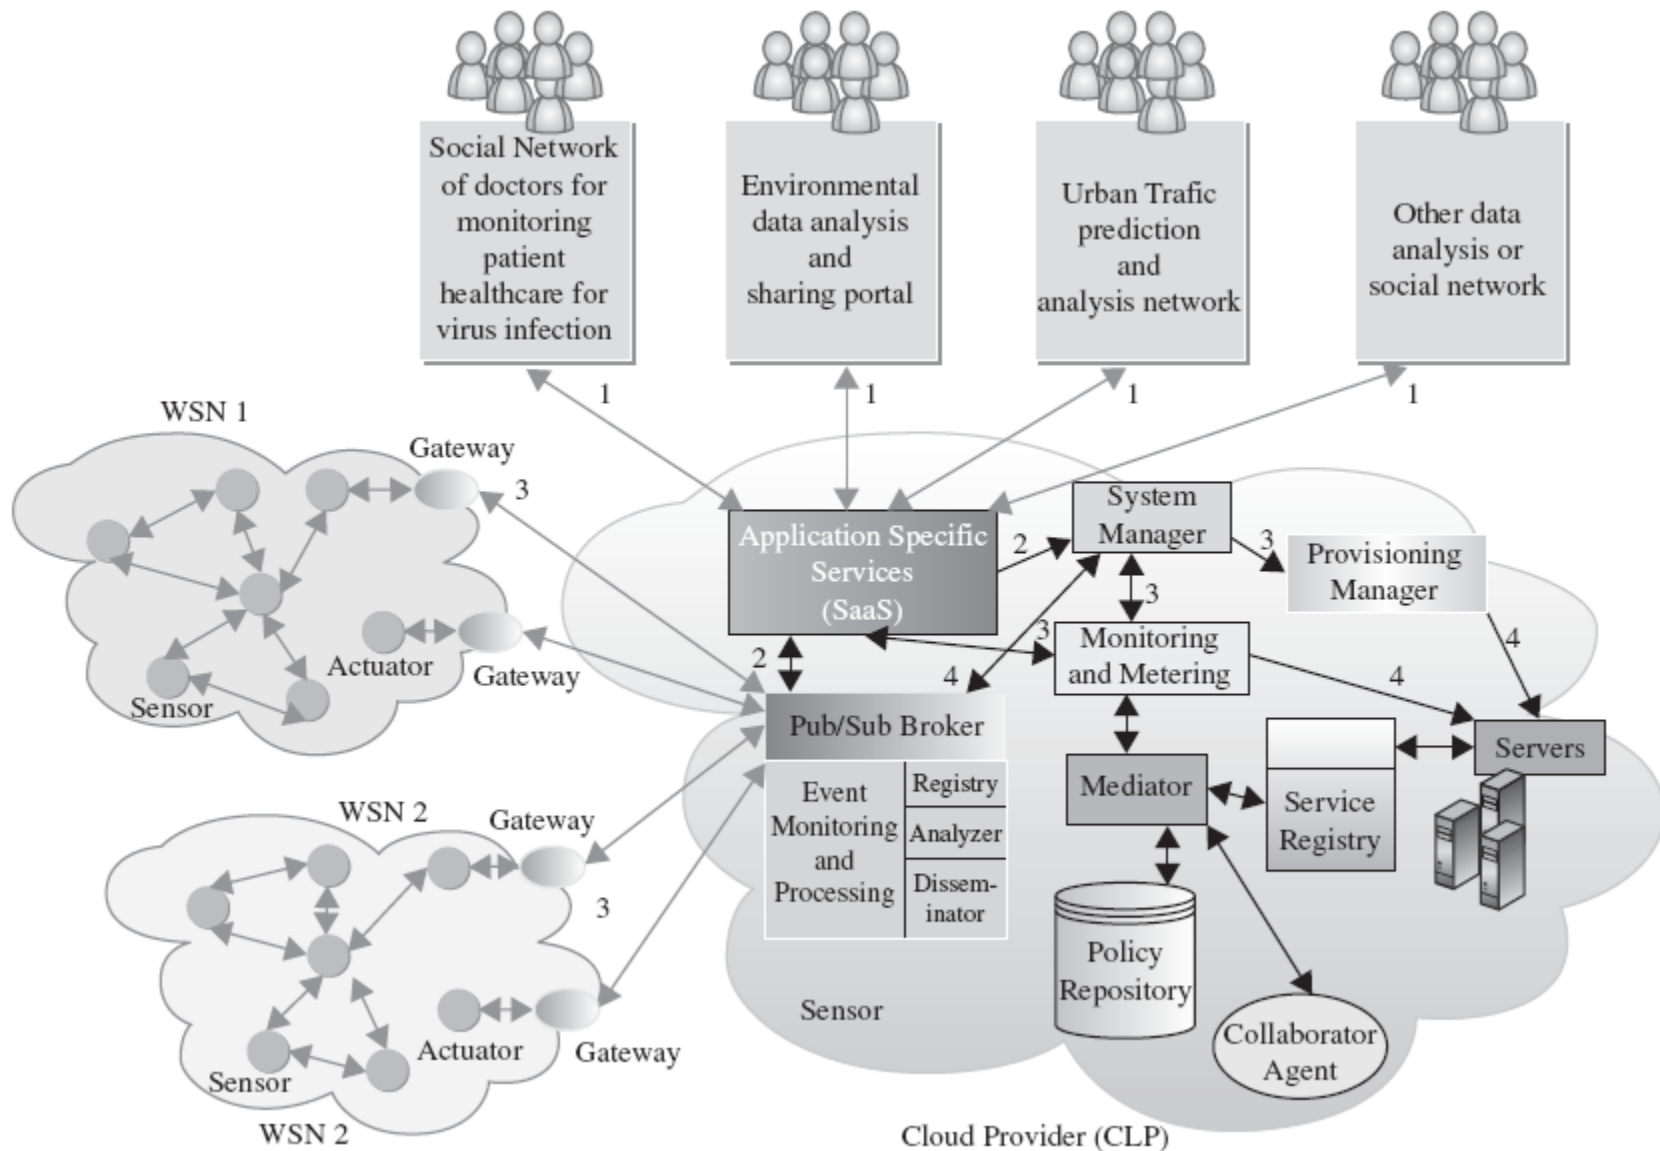 Social Network
of doctors for
monitoring
patient
healthcare for
virus infection
Environmental
data analysis
and
sharing portal
Urban Trafic
prediction
and
analysis network
Other data
analysis or
social network
1
1
1
1
WSN 1
Gateway
3
Actuator
Gateway
Sensor
Application Specific
Services
(SaaS)
2
System
Manager
3
Provisioning
Manager
3
3
4
Monitoring
and Metering
2
4
4
Pub/Sub Broker
Event
Monitoring
and
Processing
Registry
Analyzer
Dissem-
inator
Mediator
Service
Registry
Servers
Policy
Repository
Collaborator
Agent
Sensor
WSN 2
Gateway
3
Actuator
Gateway
Sensor
WSN 2
Cloud Provider (CLP)